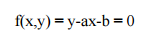 f(x,y) = y-ax-b = 0